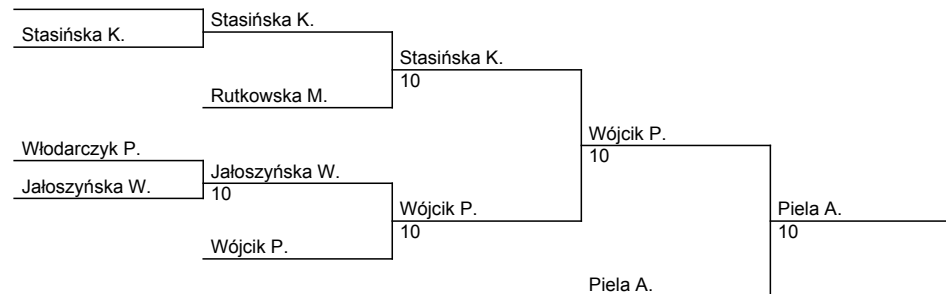 Stasińska K.
Stasińska K.
Stasińska K.
10
Rutkowska M.
Wójcik P.
10
Włodarczyk P.
Jałoszyńska W.
Jałoszyńska W.
10
Wójcik P.
10
Piela A.
10
Wójcik P.
Piela A.